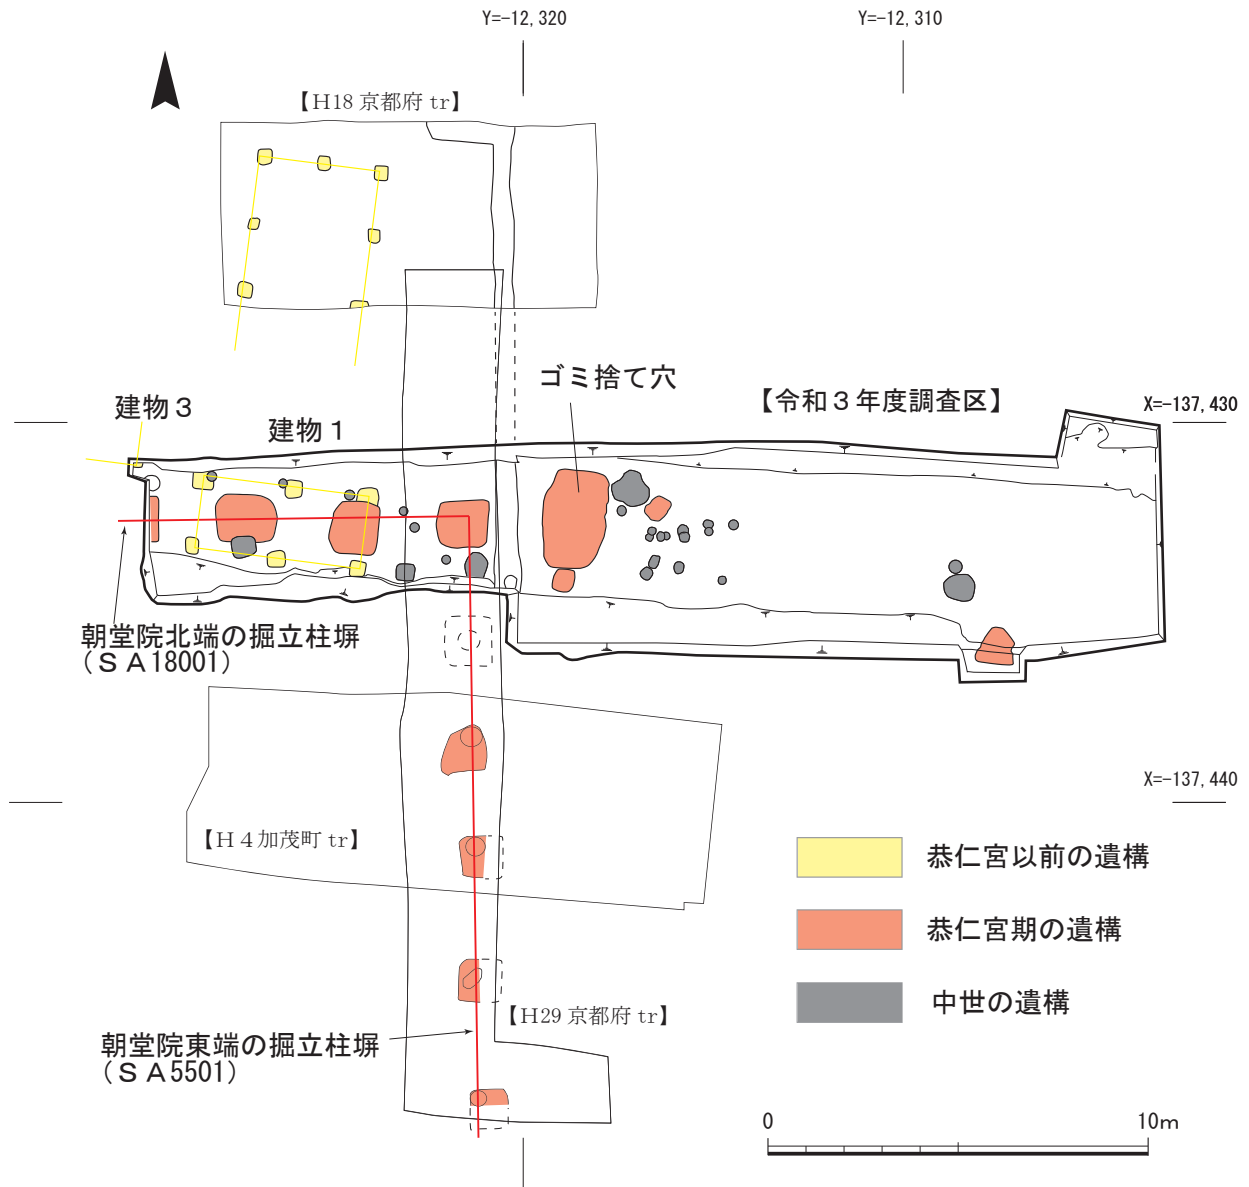 Y=-12,320
Y=-12,310
【H18 京都府 tr】
ゴミ捨て穴
【令和3年度調査区】
X=-137,430
建物3
建物1
朝堂院北端の掘立柱塀
(SA18001)
X=-137,440
【H4加茂町 tr】
恭仁宮以前の遺構
恭仁宮期の遺構
中世の遺構
【H29 京都府 tr】
朝堂院東端の掘立柱塀
(SA5501)
0 10m